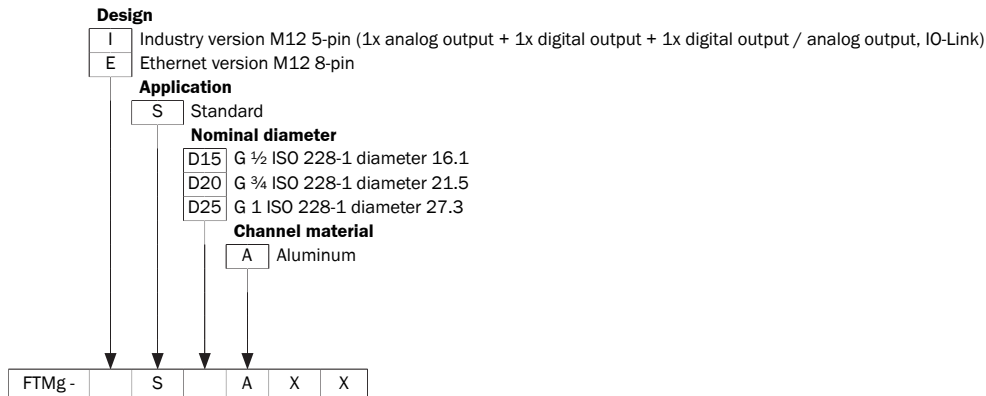 Design
I Industry version M12 5-pin (1x analog output + 1x digital output + 1x digital output / analog output, IO-Link)
E Ethernet version M12 8-pin
Application
S Standard
Nominal diameter
D15 G ½ ISO 228-1 diameter 16.1
D20 G ¾ ISO 228-1 diameter 21.5
D25 G 1 ISO 228-1 diameter 27.3
Channel material
A Aluminum
FTMg - S A X X